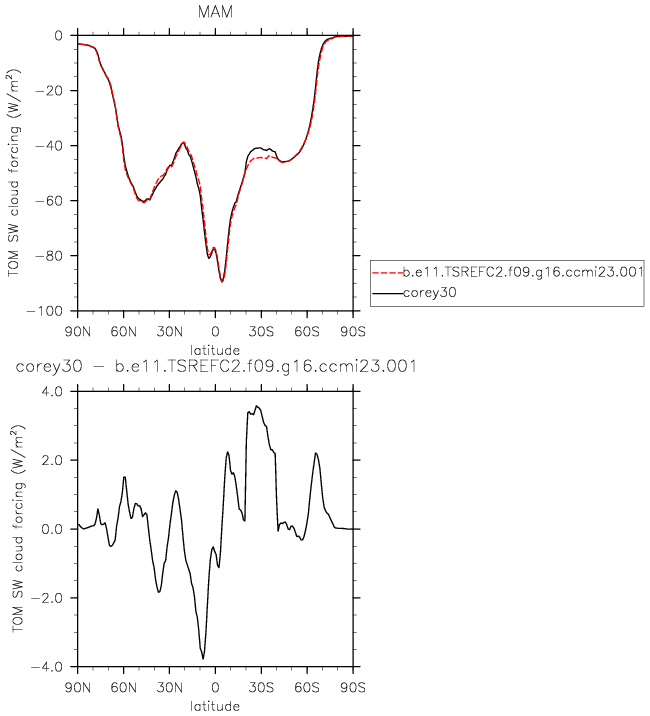 MAM
TOM SW cloud forcing (W/m²)
0
−20
−40
−60
−80
−100
90N 60N 30N 0 30S 60S 90S
latitude
b.e11.TSREFC2.f09.g16.ccmi23.001
corey30
corey30 − b.e11.TSREFC2.f09.g16.ccmi23.001
TOM SW cloud forcing (W/m²)
4.0
2.0
0.0
−2.0
−4.0
90N 60N 30N 0 30S 60S 90S
latitude